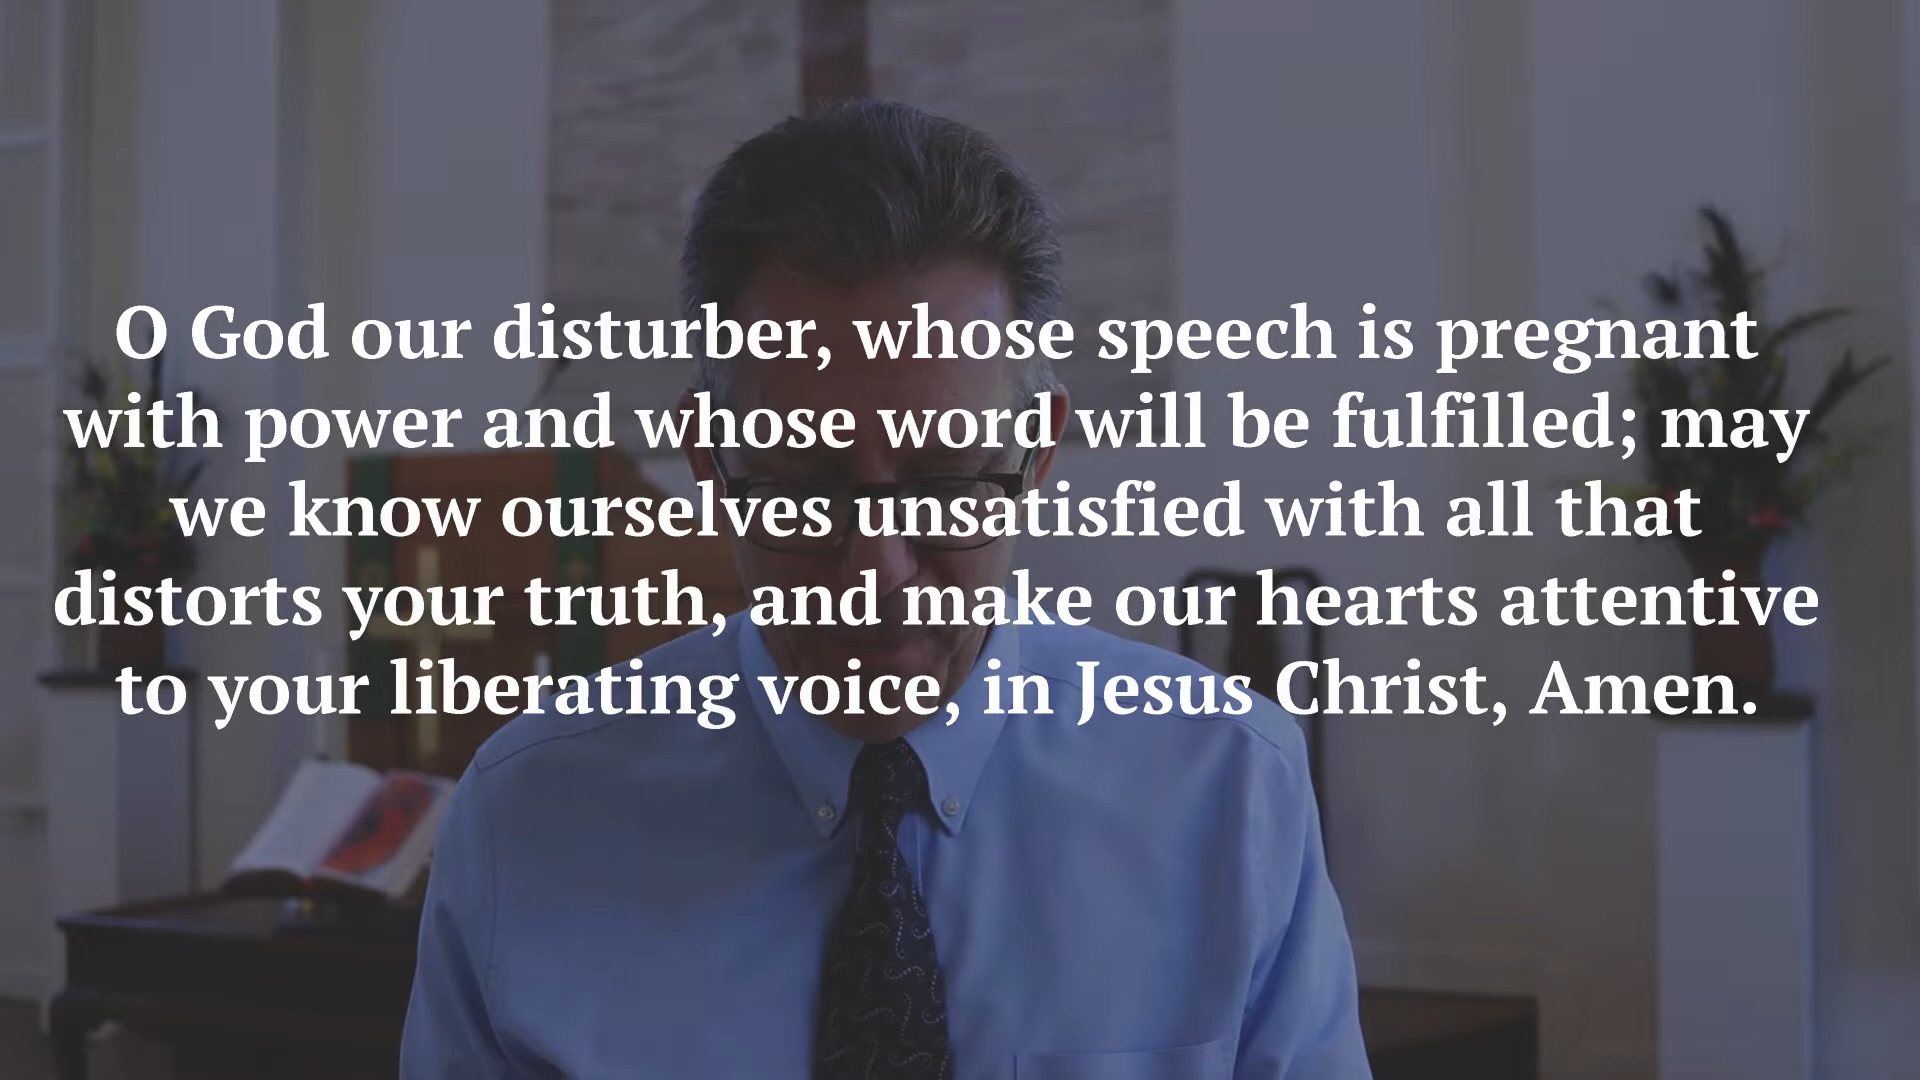 O God our disturber, whose speech is pregnant
with power and whose word will be fulfilled; may
we know ourselves unsatisfied with all that
distorts your truth, and make our hearts attentive
to your liberating voice, in Jesus Christ, Amen.